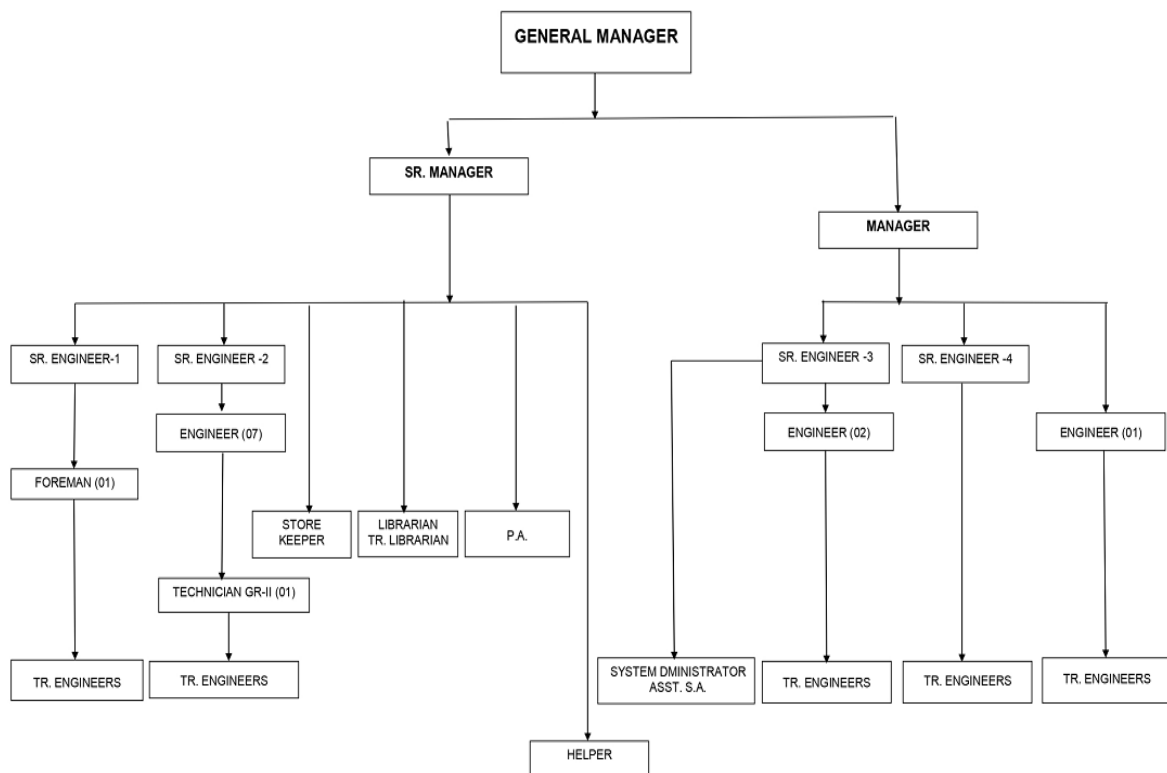 GENERAL MANAGER
SR. MANAGER
MANAGER
SR. ENGINEER-1
SR. ENGINEER -2
SR. ENGINEER -3
SR. ENGINEER -4
ENGINEER (07)
ENGINEER (02)
ENGINEER (01)
FOREMAN (01)
STORE
KEEPER
LIBRARIAN
TR. LIBRARIAN
P.A.
TECHNICIAN GR-II (01)
TR. ENGINEERS
TR. ENGINEERS
SYSTEM DMINISTRATOR
ASST. S.A.
TR. ENGINEERS
TR. ENGINEERS
TR. ENGINEERS
HELPER